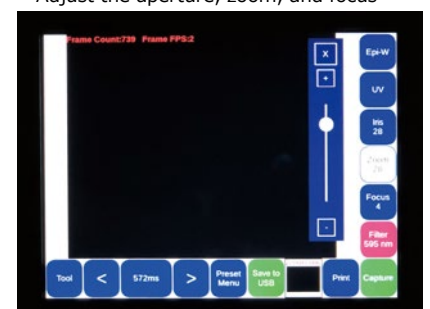 Adjust the aperture, zoom, and focus
Frame Count:739 Frame FPS:2
X
+
-
Epi-W
UV
Iris
28
Zoom
28
Focus
4
Filter
595 nm
Tool
<
572ms
>
Preset
Menu
Save to
USB
Print
Capture